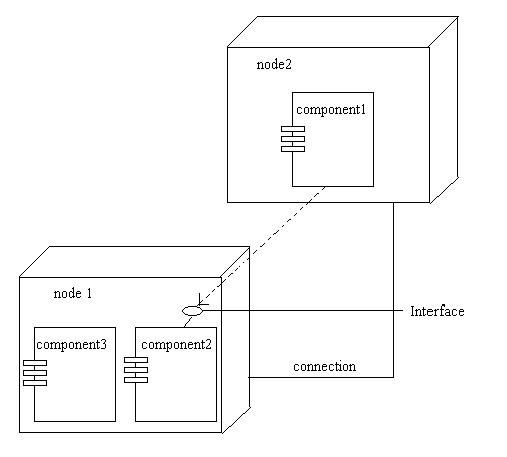 node2
component1
node 1
Interface
component3
component2
connection